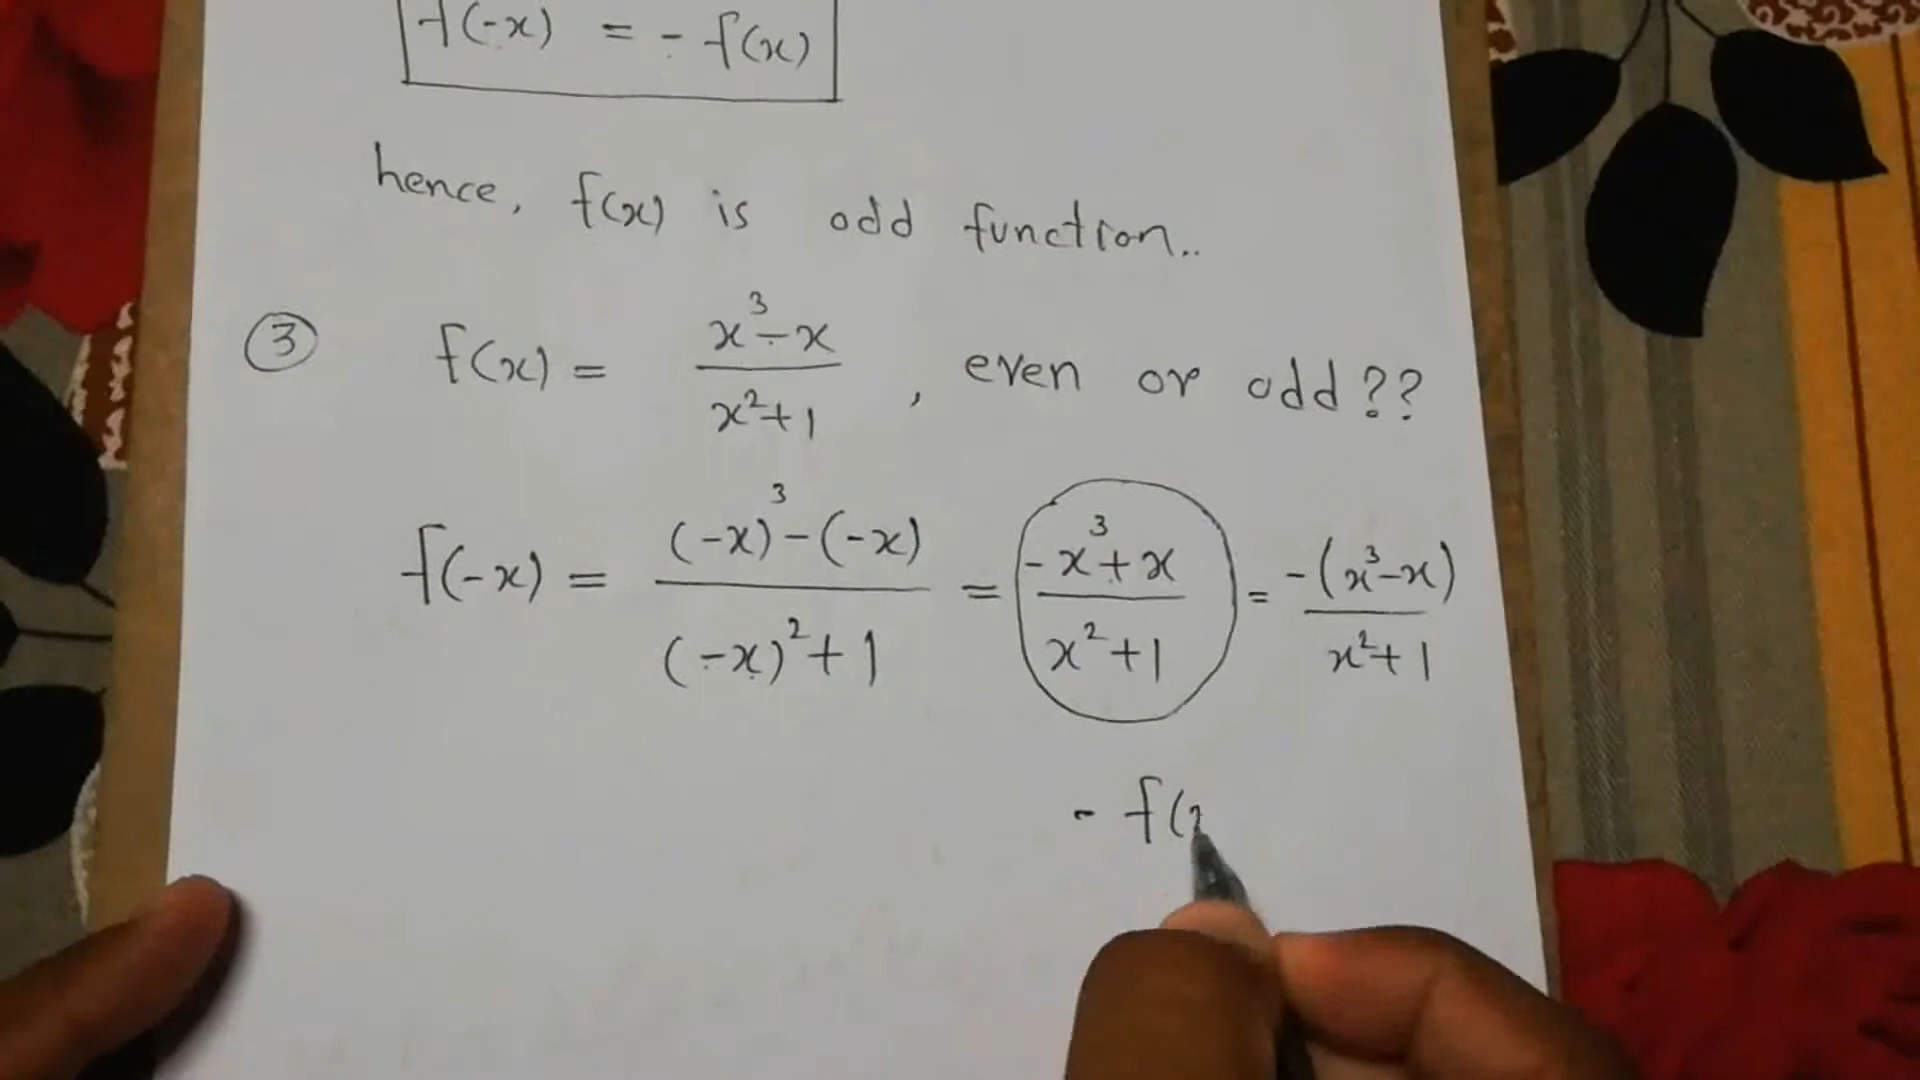 f(-x) = - f(x)
hence, f(x) is odd function..
③ f(x) = x³-x / x²+1 , even or odd??
f(-x) = (-x)³-(-x) / (-x)²+1 = -x³+x / x²+1 = -(x³-x) / x²+1
- f(